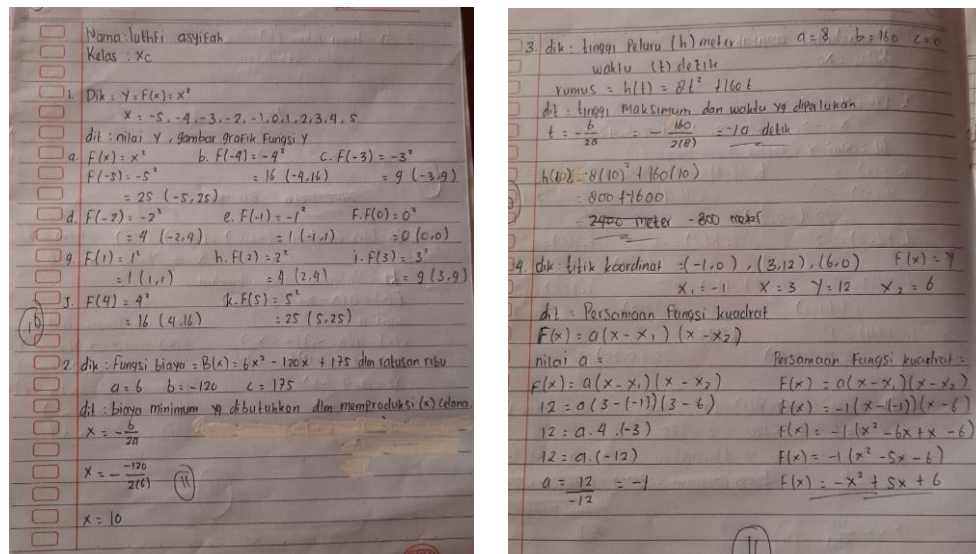 Nama : luthfi asyifah
Kelas : Xc
1. Dik : Y = F(x) = x²
X = -5, -4, -3, -2, -1, 0, 1, 2, 3, 4, 5
dit : nilai Y, gambar grafik Fungsi Y
a. F(x) = x² b. F(-4) = -4² c. F(-3) = -3²
F(-5) = -5² = 16 (-4,16) = 9 (-3,9)
= 25 (-5,25)
d. F(-2) = -2² e. F(-1) = -1² F. F(0) = 0²
= 4 (-2,4) = 1 (-1,1) = 0 (0,0)
g. F(1) = 1² h. F(2) = 2² i. F(3) = 3²
= 1 (1,1) = 4 (2,4) = 9 (3,9)
J. F(4) = 4² k. F(5) = 5²
= 16 (4,16) = 25 (5,25)
10
2. dik : Fungsi biaya = B(x) = 6x² - 120x + 175 dlm ratusan ribu
a = 6 b = -120 c = 175
dit : biaya minimum yg dibutuhkan dlm memproduksi (x) celana.
x = - b/2a
x = - -120/2(6)
11
x = 10
3. dik : tinggi Peluru (h) meter a = 8 b = 160 c = 0
waktu (t) detik
rumus = h(t) = 8t² + 160t
dit : tinggi maksimum dan waktu yg diperlukan
t = - b/2a = - 160/2(8) = -10 detik
h(10) = -8(10)² + 160(10)
= 800 + -1600
= 2400 meter -800 meter
4. dik : titik koordinat = (-1,0), (3,12), (6,0) F(x) = Y
X₁ = -1 X = 3 Y = 12 X₂ = 6
dit : Persamaan Fungsi kuadrat
F(x) = a(x - x₁) (x - x₂)
nilai a = Persamaan Fungsi kuadrat =
F(x) = a(x - x₁)(x - x₂) F(x) = a(x - x₁)(x - x₂)
12 = a(3 - (-1))(3 - 6) F(x) = -1(x - (-1))(x - 6)
12 = a. 4. (-3) F(x) = -1(x² - 6x + x - 6)
12 = a. (-12) F(x) = -1(x² - 5x - 6)
a = 12/-12 = -1 F(x) = -x² + 5x + 6
11